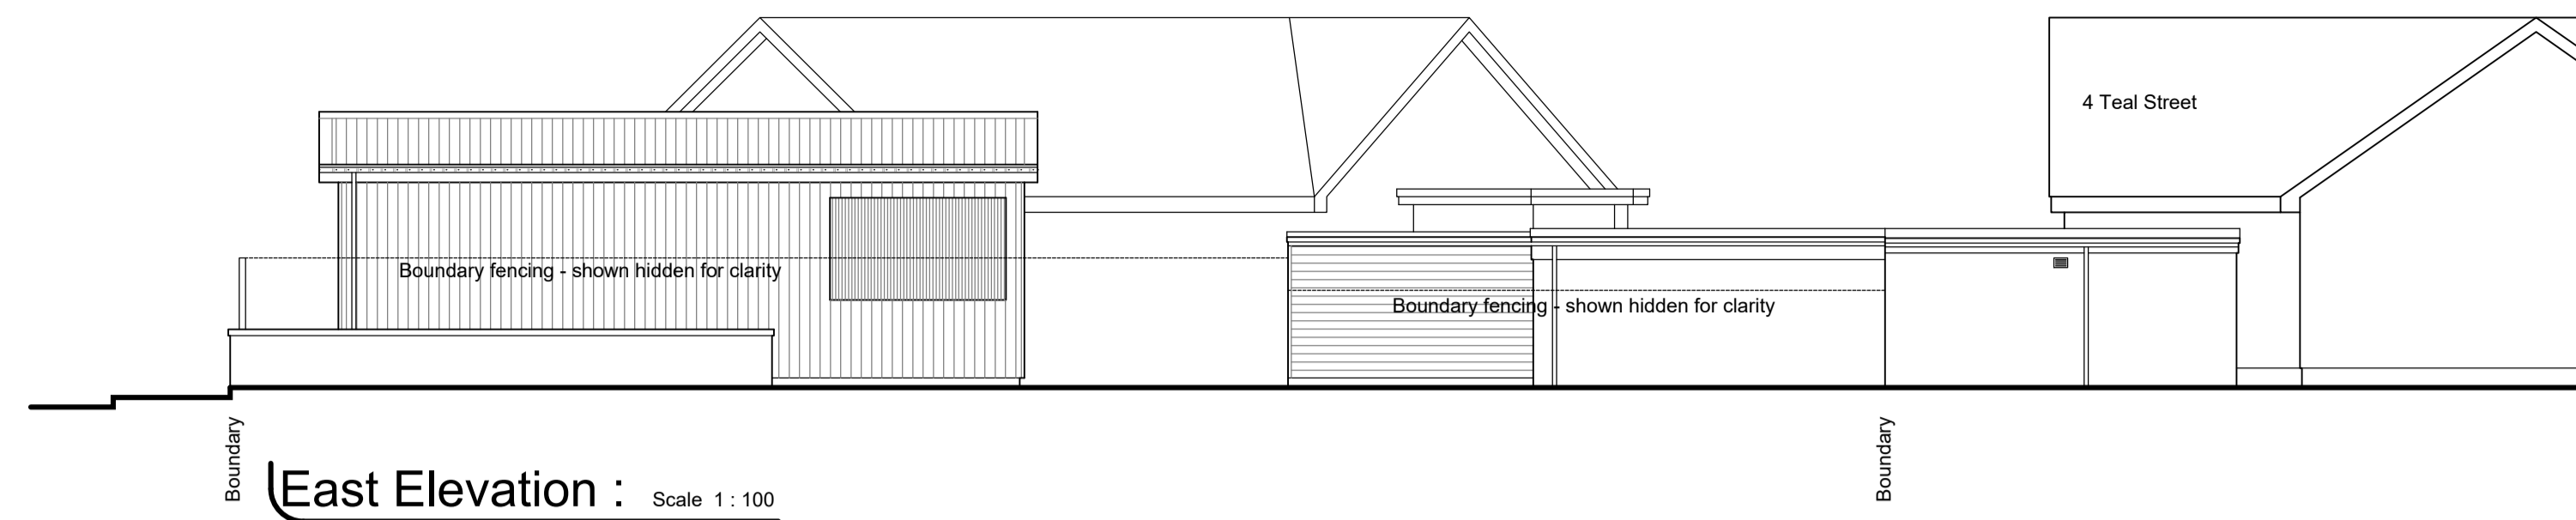 4 Teal Street
Boundary fencing - shown hidden for clarity
Boundary fencing - shown hidden for clarity
Boundary
Boundary
East Elevation : Scale 1 : 100